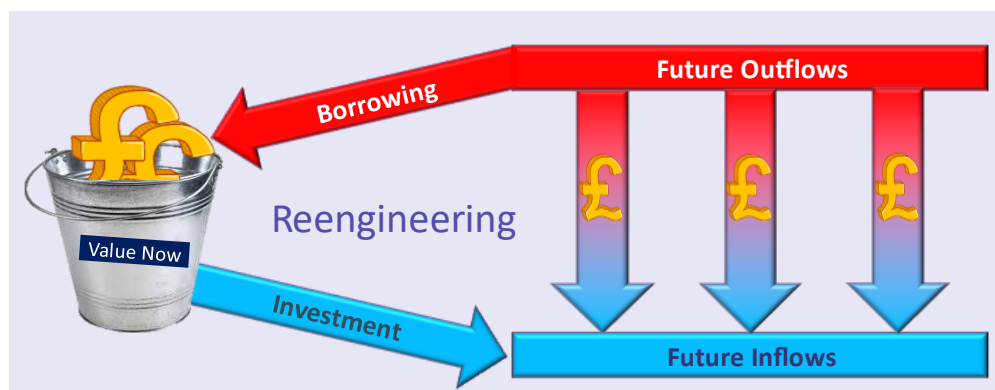 Future Outflows
Borrowing
£
£
£
£
£
Reengineering
Value Now
Investment
Future Inflows